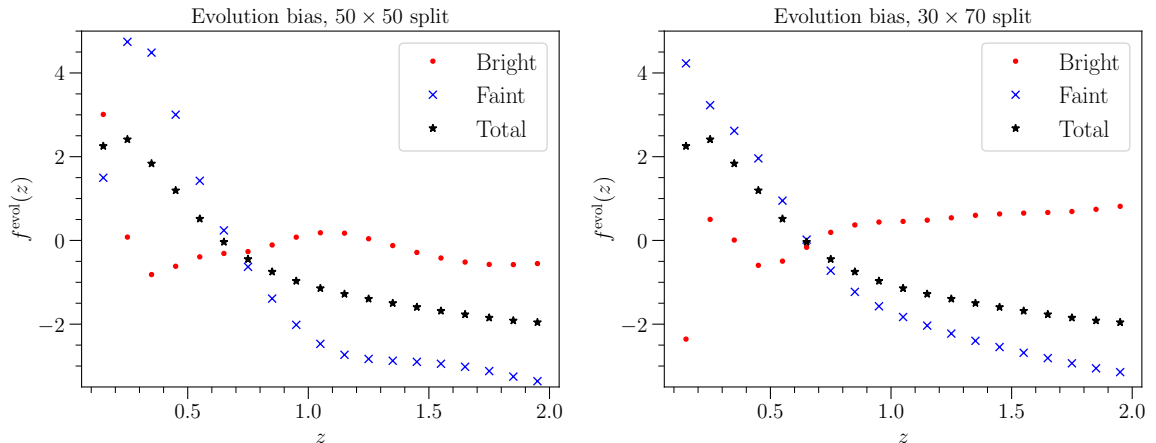 Evolution bias, 50 × 50 split
Bright
Faint
Total
4
2
0
−2
f^evol(z)
0.5
1.0
1.5
2.0
z
Evolution bias, 30 × 70 split
Bright
Faint
Total
4
2
0
−2
f^evol(z)
0.5
1.0
1.5
2.0
z